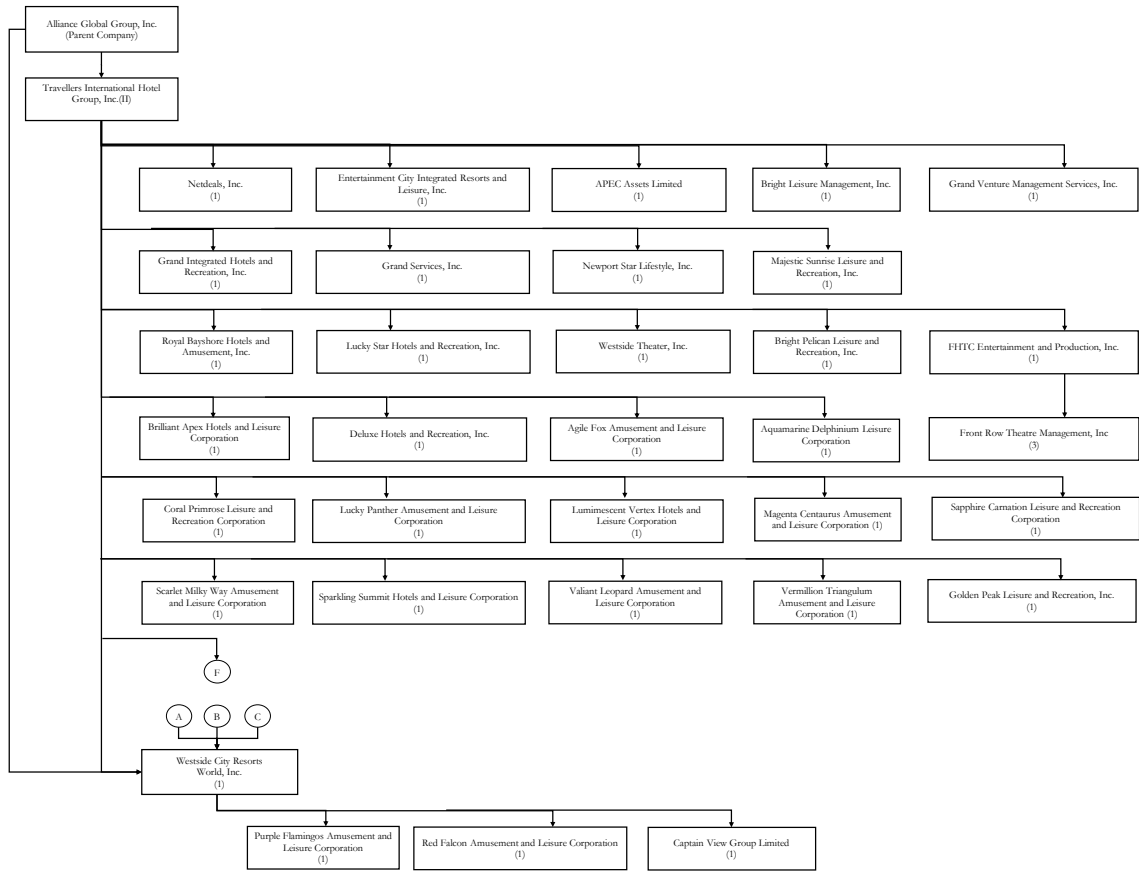 Alliance Global Group, Inc.
(Parent Company)
Travellers International Hotel
Group, Inc.(II)
Netdeals, Inc.
(1)
Entertainment City Integrated Resorts and
Leisure, Inc.
(1)
APEC Assets Limited
(1)
Bright Leisure Management, Inc.
(1)
Grand Venture Management Services, Inc.
(1)
Grand Integrated Hotels and
Recreation, Inc.
(1)
Grand Services, Inc.
(1)
Newport Star Lifestyle, Inc.
(1)
Majestic Sunrise Leisure and
Recreation, Inc.
(1)
Royal Bayshore Hotels and
Amusement, Inc.
(1)
Lucky Star Hotels and Recreation, Inc.
(1)
Westside Theater, Inc.
(1)
Bright Pelican Leisure and
Recreation, Inc.
(1)
FHTC Entertainment and Production, Inc.
(1)
Brilliant Apex Hotels and Leisure
Corporation
(1)
Deluxe Hotels and Recreation, Inc.
(1)
Agile Fox Amusement and Leisure
Corporation
(1)
Aquamarine Delphinium Leisure
Corporation
(1)
Front Row Theatre Management, Inc
(3)
Coral Primrose Leisure and
Recreation Corporation
(1)
Lucky Panther Amusement and Leisure
Corporation
(1)
Lumimescent Vertex Hotels and
Leisure Corporation
(1)
Magenta Centaurus Amusement
and Leisure Corporation (1)
Sapphire Carnation Leisure and Recreation
Corporation
(1)
Scarlet Milky Way Amusement
and Leisure Corporation
(1)
Sparkling Summit Hotels and Leisure Corporation
(1)
Valiant Leopard Amusement and
Leisure Corporation
(1)
Vermillion Triangulum
Amusement and Leisure
Corporation (1)
Golden Peak Leisure and Recreation, Inc.
(1)
F
A
B
C
Westside City Resorts
World, Inc.
(1)
Purple Flamingos Amusement and
Leisure Corporation
(1)
Red Falcon Amusement and Leisure Corporation
(1)
Captain View Group Limited
(1)